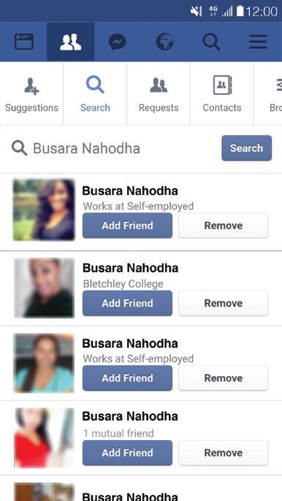 4G 12:00
Suggestions Search Requests Contacts Bro
Busara Nahodha Search
Busara Nahodha
Works at Self-employed
Add Friend Remove
Busara Nahodha
Bletchley College
Add Friend Remove
Busara Nahodha
Works at Self-employed
Add Friend Remove
Busara Nahodha
1 mutual friend
Add Friend Remove
Busara Nahodha